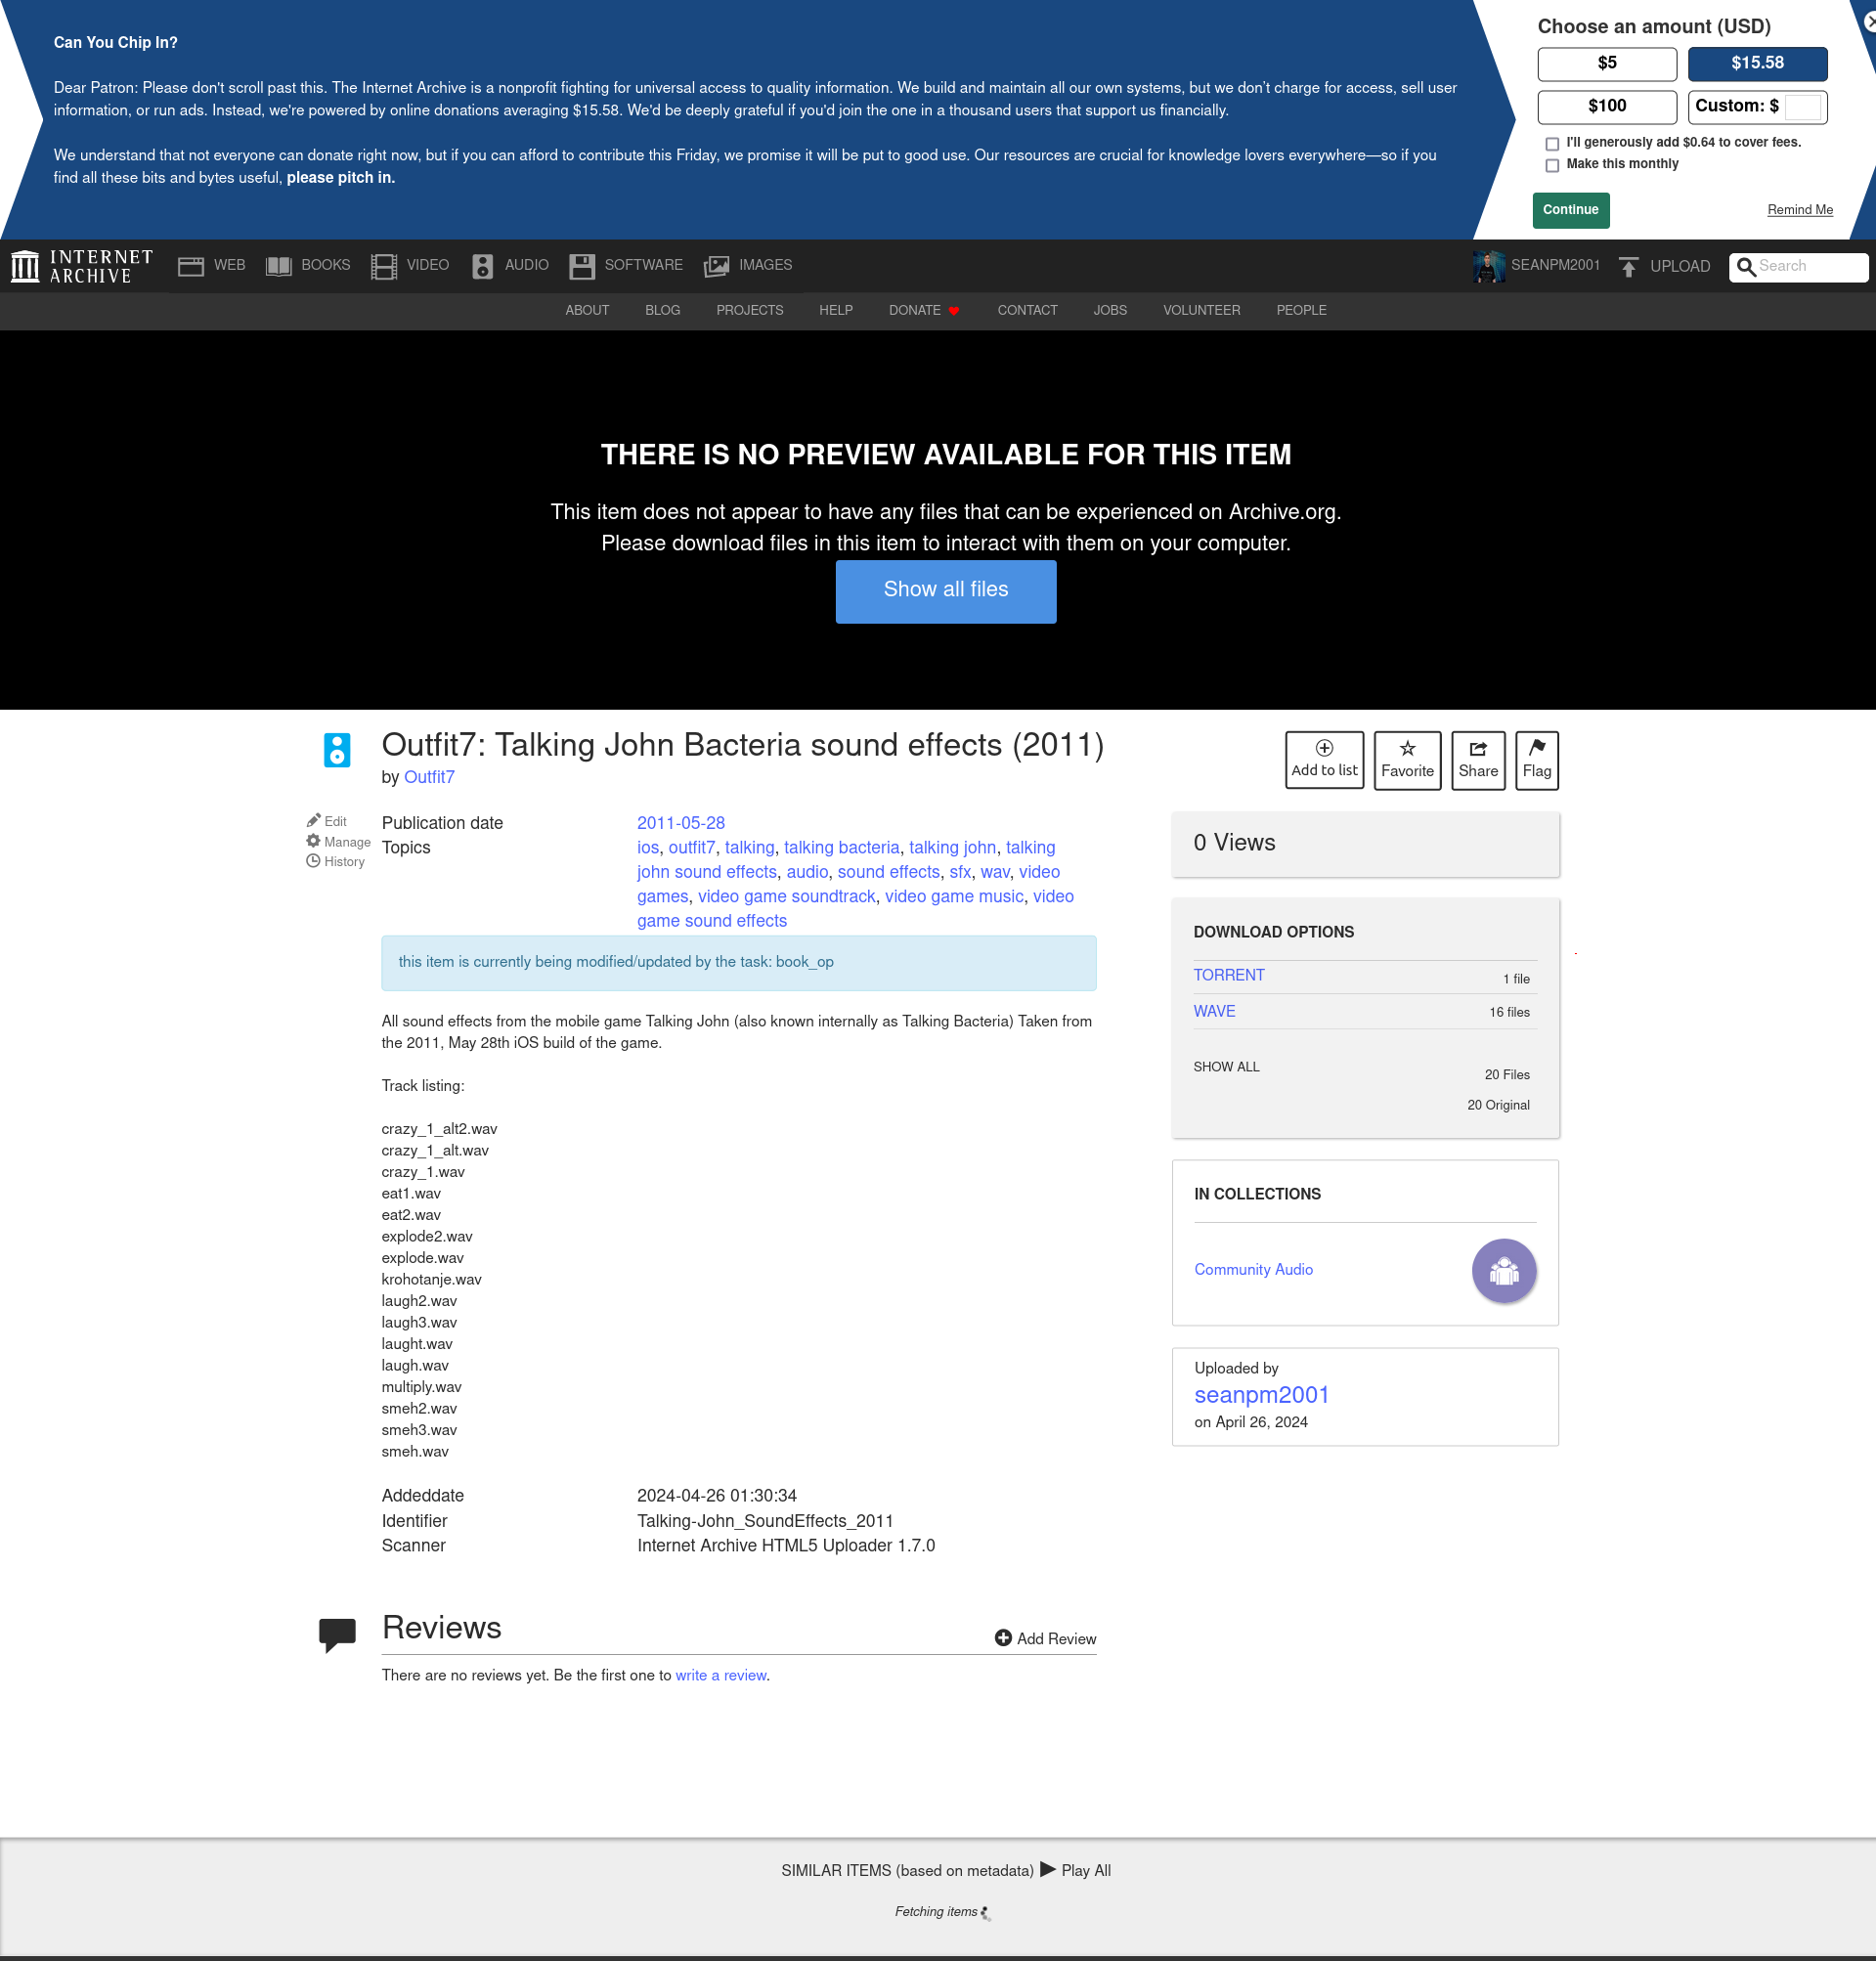 Can You Chip In?
Dear Patron: Please don't scroll past this. The Internet Archive is a nonprofit fighting for universal access to quality information. We build and maintain all our own systems, but we don’t charge for access, sell user
information, or run ads. Instead, we're powered by online donations averaging $15.58. We'd be deeply grateful if you'd join the one in a thousand users that support us financially.
We understand that not everyone can donate right now, but if you can afford to contribute this Friday, we promise it will be put to good use. Our resources are crucial for knowledge lovers everywhere—so if you
find all these bits and bytes useful, please pitch in.
Choose an amount (USD)
$5 $15.58
$100 Custom: $
I'll generously add $0.64 to cover fees.
Make this monthly
Continue Remind Me
INTERNET ARCHIVE WEB BOOKS VIDEO AUDIO SOFTWARE IMAGES SEANPM2001 UPLOAD Search
ABOUT BLOG PROJECTS HELP DONATE CONTACT JOBS VOLUNTEER PEOPLE
THERE IS NO PREVIEW AVAILABLE FOR THIS ITEM
This item does not appear to have any files that can be experienced on Archive.org.
Please download files in this item to interact with them on your computer.
Show all files
Outfit7: Talking John Bacteria sound effects (2011)
by Outfit7
Add to list Favorite Share Flag
Edit
Manage
History
Publication date 2011-05-28
Topics ios, outfit7, talking, talking bacteria, talking john, talking
john sound effects, audio, sound effects, sfx, wav, video
games, video game soundtrack, video game music, video
game sound effects
this item is currently being modified/updated by the task: book_op
All sound effects from the mobile game Talking John (also known internally as Talking Bacteria) Taken from
the 2011, May 28th iOS build of the game.
Track listing:
crazy_1_alt2.wav
crazy_1_alt.wav
crazy_1.wav
eat1.wav
eat2.wav
explode2.wav
explode.wav
krohotanje.wav
laugh2.wav
laugh3.wav
laught.wav
laugh.wav
multiply.wav
smeh2.wav
smeh3.wav
smeh.wav
Addeddate 2024-04-26 01:30:34
Identifier Talking-John_SoundEffects_2011
Scanner Internet Archive HTML5 Uploader 1.7.0
0 Views
DOWNLOAD OPTIONS
TORRENT 1 file
WAVE 16 files
SHOW ALL 20 Files
20 Original
IN COLLECTIONS
Community Audio
Uploaded by
seanpm2001
on April 26, 2024
Reviews
Add Review
There are no reviews yet. Be the first one to write a review.
SIMILAR ITEMS (based on metadata) Play All
Fetching items